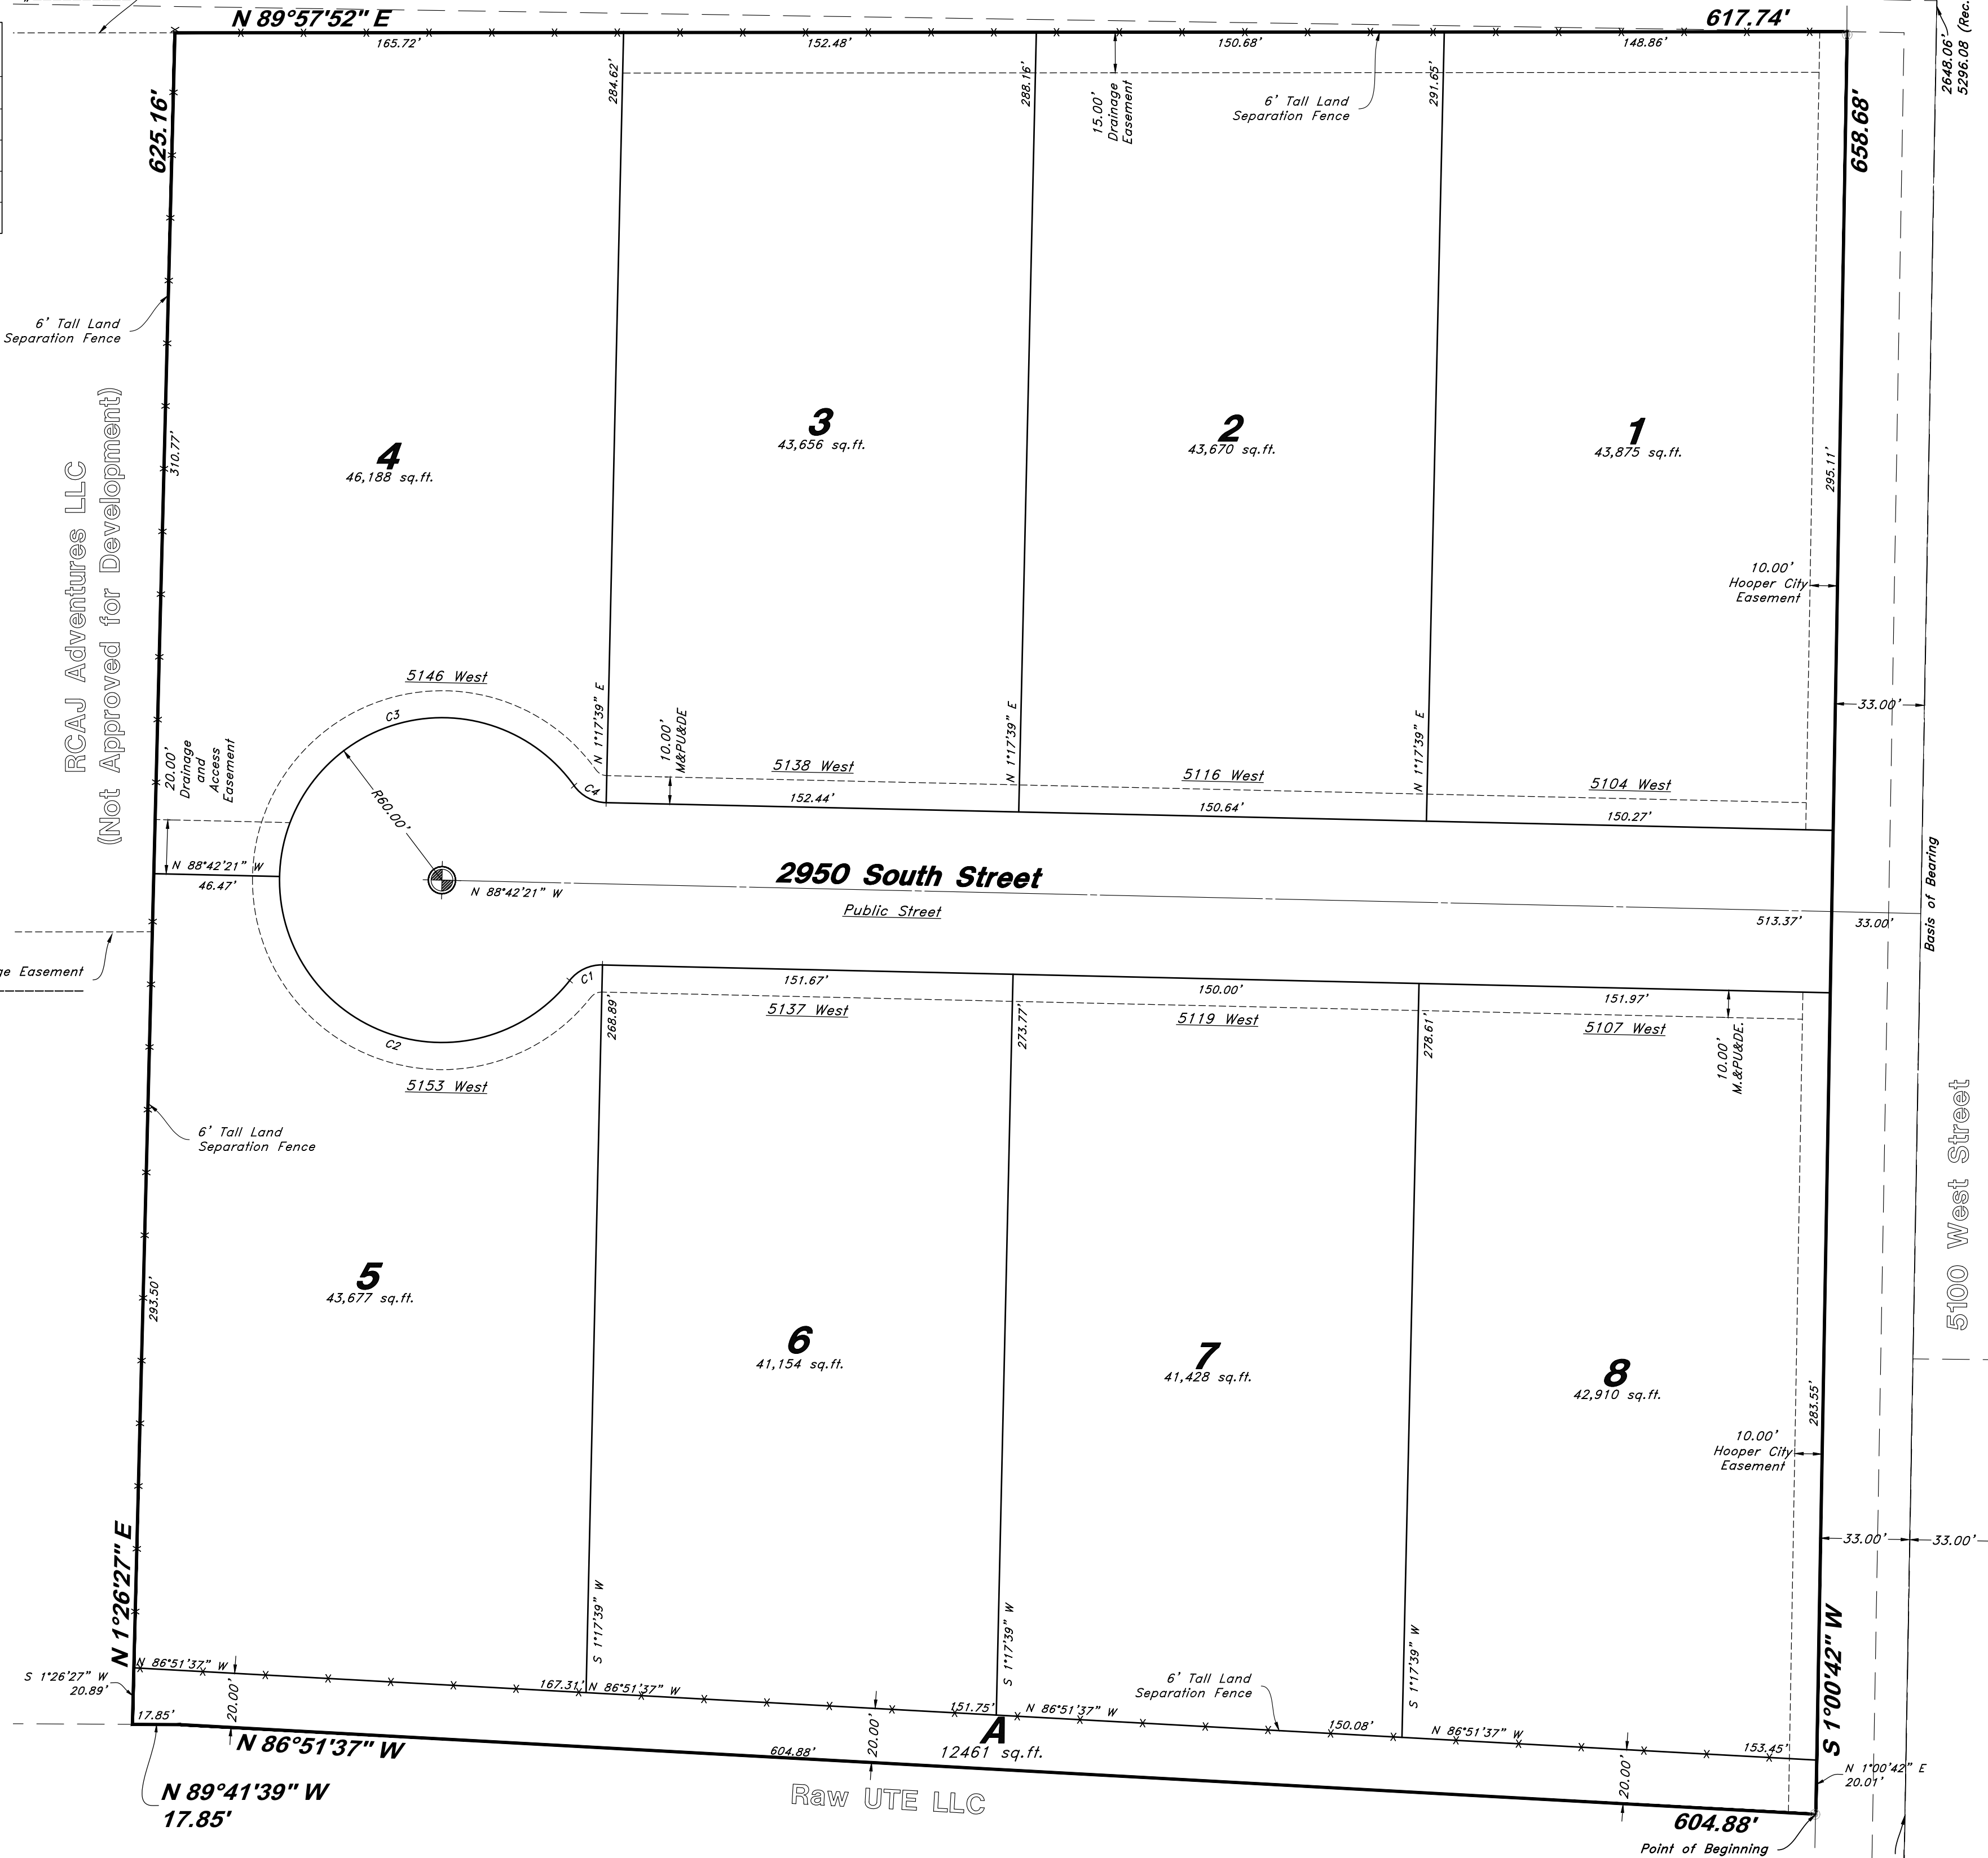 N 89°57'52" E
617.74'
165.72'
152.48'
150.68'
148.86'
2648.06'
5296.08 (Rec.
625.16'
284.62'
288.16'
15.00'
Drainage
Easement
6' Tall Land
Separation Fence
291.65'
658.68'
6' Tall Land
Separation Fence
RCAJ Adventures LLC
(Not Approved for Development)
310.77'
4
46,188 sq.ft.
3
43,656 sq.ft.
2
43,670 sq.ft.
1
43,875 sq.ft.
295.11'
10.00'
Hooper City
Easement
5146 West
C3
N 1°17'39" E
10.00'
M&PU&DE
N 1°17'39" E
N 1°17'39" E
33.00'
20.00'
Drainage
and
Access
Easement
R60.00'
C4
5138 West
152.44'
5116 West
150.64'
5104 West
150.27'
N 88°42'21" W
46.47'
N 88°42'21" W
2950 South Street
Public Street
513.37'
33.00'
Basis of Bearing
ge Easement
C1
151.67'
150.00'
151.97'
5137 West
5119 West
5107 West
268.89'
273.77'
278.61'
10.00'
M.&PU&DE.
C2
5153 West
6' Tall Land
Separation Fence
5100 West Street
293.50'
5
43,677 sq.ft.
6
41,154 sq.ft.
7
41,428 sq.ft.
8
42,910 sq.ft.
283.55'
10.00'
Hooper City
Easement
33.00'
33.00'
N 1°26'27" E
S 1°17'39" W
S 1°17'39" W
S 1°17'39" W
S 1°00'42" W
S 1°26'27" W
20.89'
N 86°51'37" W
167.31'
N 86°51'37" W
151.75'
N 86°51'37" W
6' Tall Land
Separation Fence
150.08'
N 86°51'37" W
153.45'
17.85'
20.00'
20.00'
20.00'
N 1°00'42" E
20.01'
A
12461 sq.ft.
N 86°51'37" W
604.88'
N 89°41'39" W
17.85'
Raw UTE LLC
604.88'
Point of Beginning